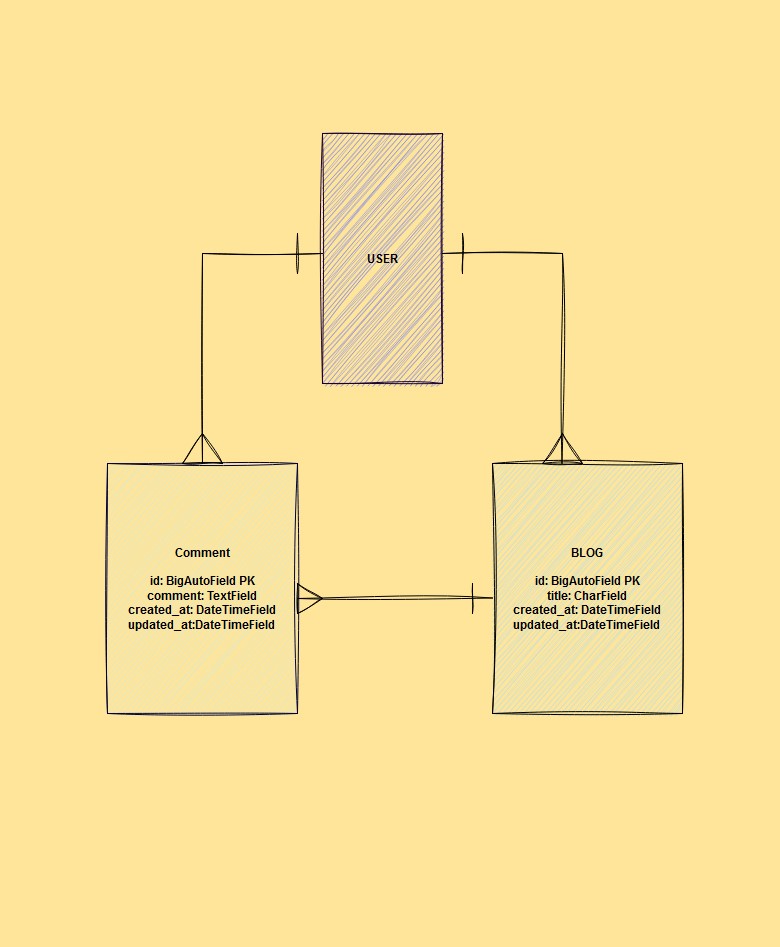 USER
Comment
id: BigAutoField PK
comment: TextField
created_at: DateTimeField
updated_at:DateTimeField
BLOG
id: BigAutoField PK
title: CharField
created_at: DateTimeField
updated_at:DateTimeField